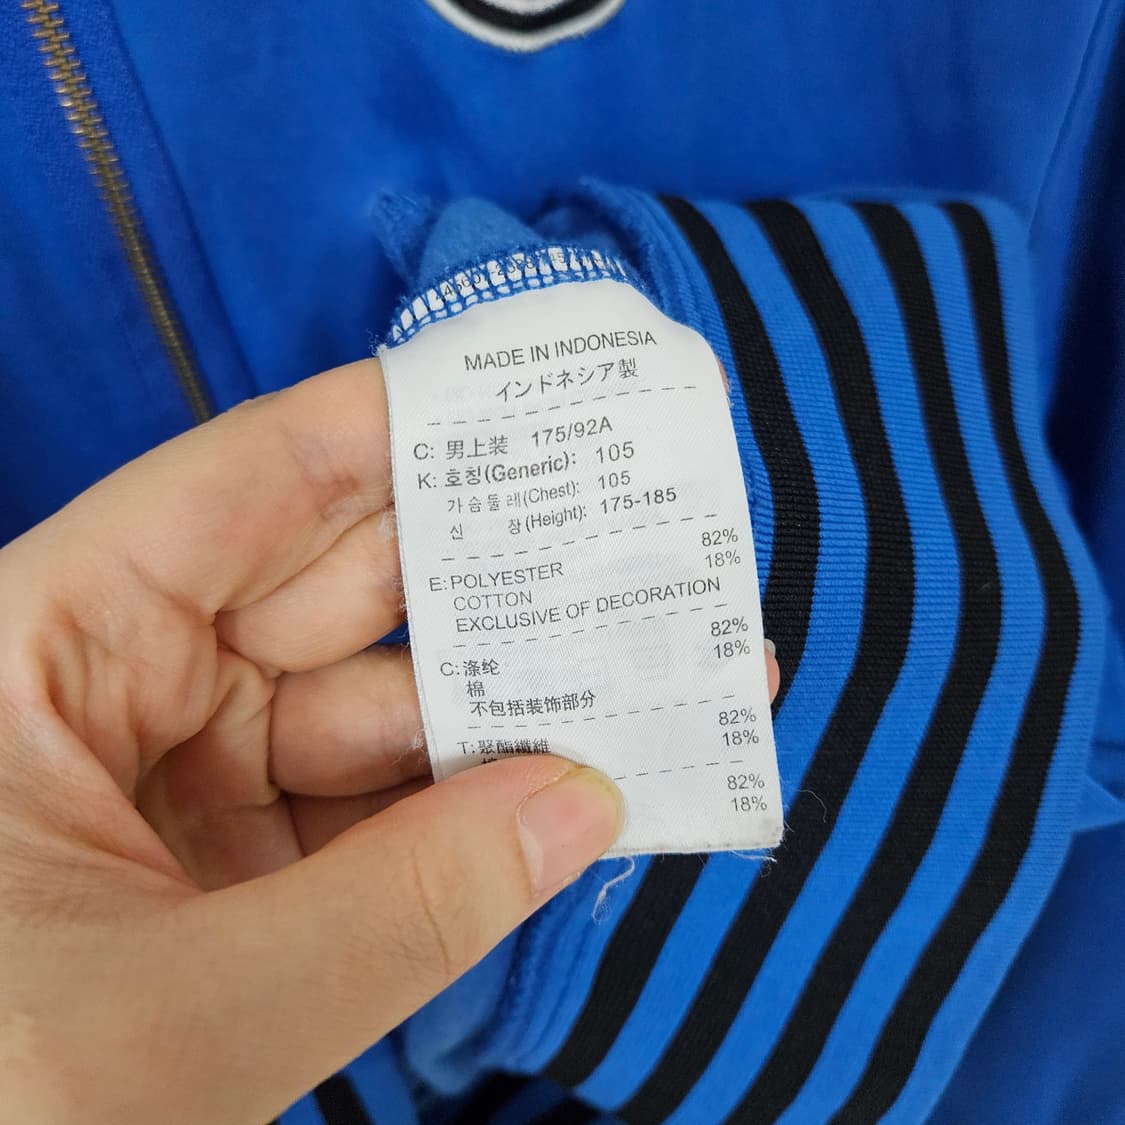 MADE IN INDONESIA
インドネシア製
C: 男上装 175/92A
K: 호칭(Generic): 105
가슴둘레(Chest): 105
신 장(Height): 175-185
E: POLYESTER 82%
COTTON 18%
EXCLUSIVE OF DECORATION
C: 涤纶 82%
棉 18%
不包括装饰部分
T: 聚酯纖維 82%
18%
82%
18%